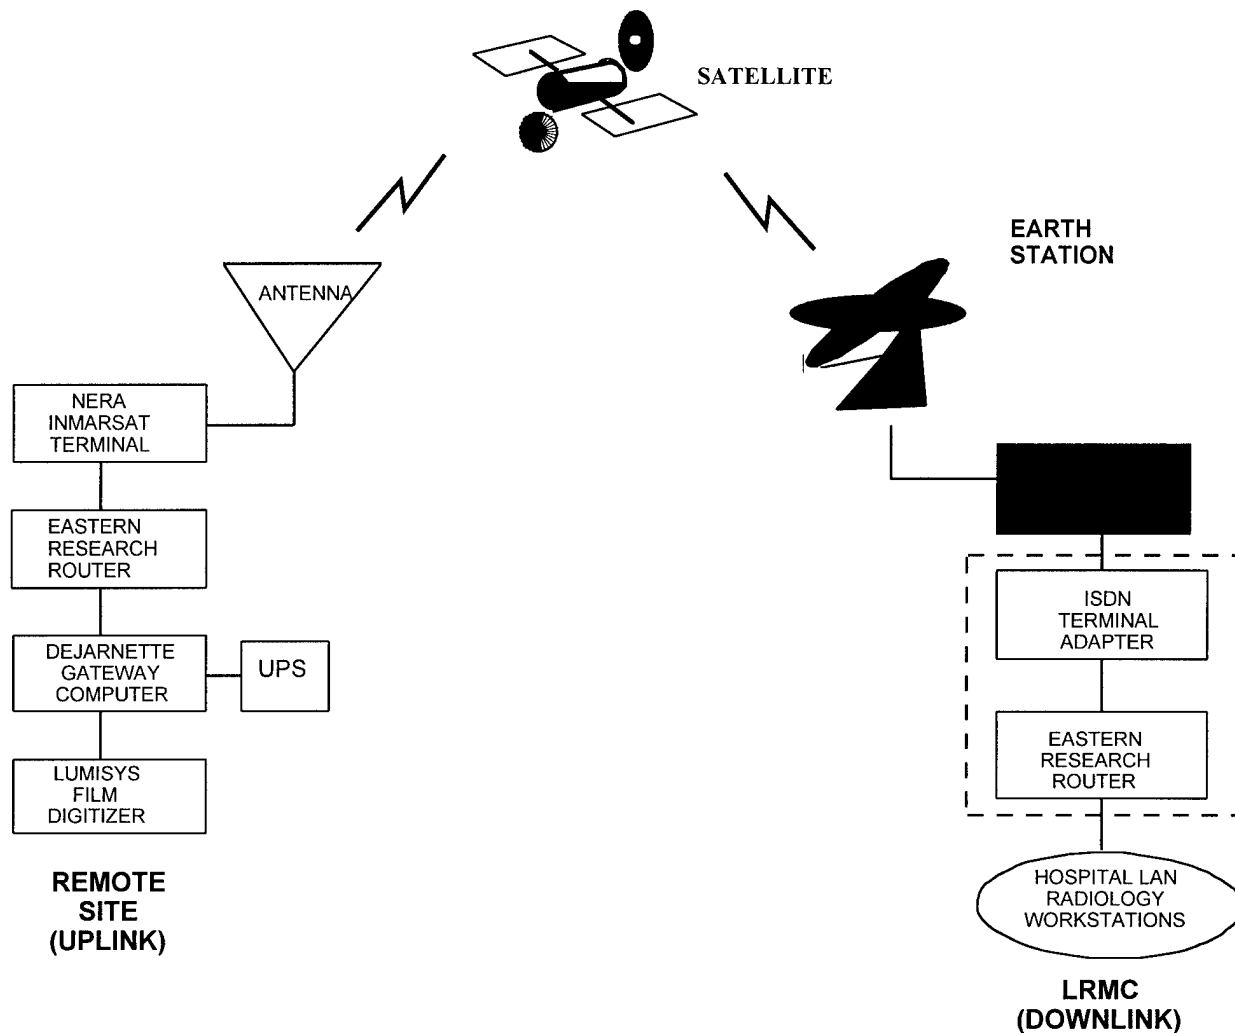 SATELLITE
EARTH
STATION
ANTENNA
NERA
INMARSAT
TERMINAL
EASTERN
RESEARCH
ROUTER
DEJARNETTE
GATEWAY
COMPUTER
UPS
LUMISYS
FILM
DIGITIZER
REMOTE
SITE
(UPLINK)
ISDN
TERMINAL
ADAPTER
EASTERN
RESEARCH
ROUTER
HOSPITAL LAN
RADIOLOGY
WORKSTATIONS
LRMC
(DOWNLINK)